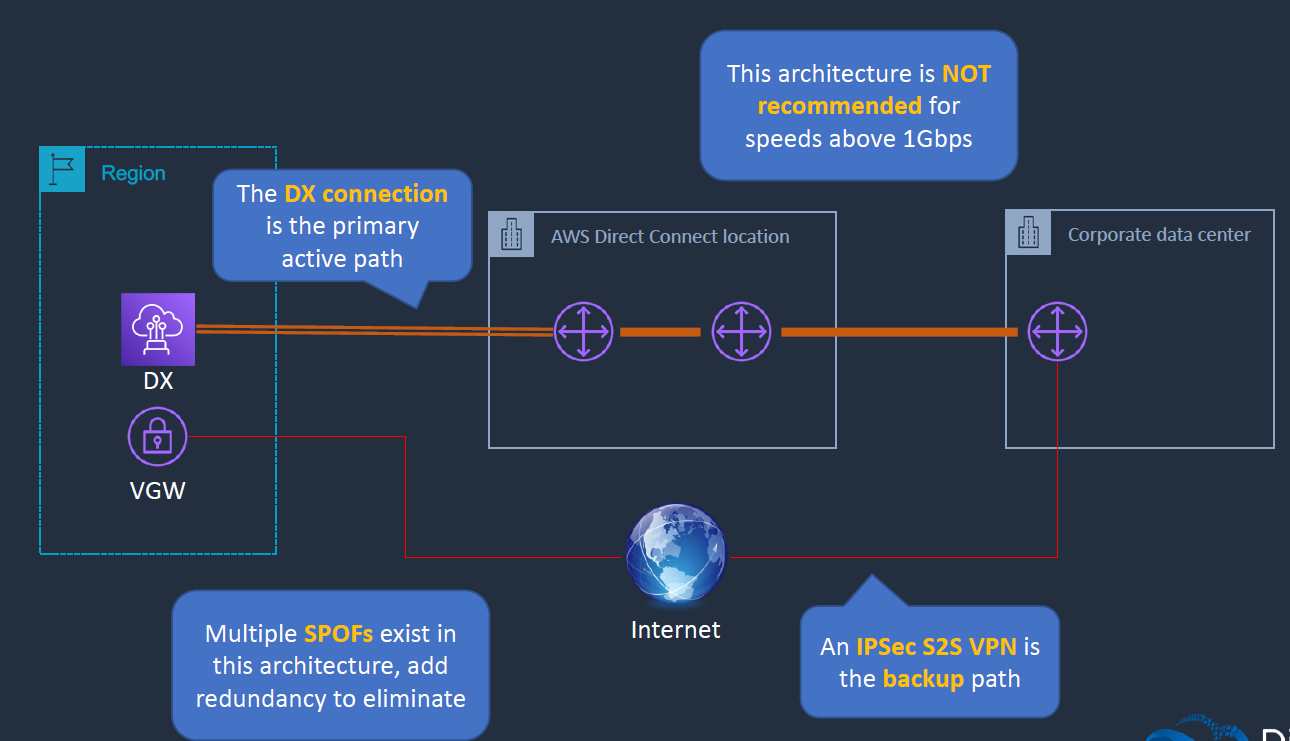 This architecture is NOT
recommended for
speeds above 1Gbps
Region
The DX connection
is the primary
active path
AWS Direct Connect location
Corporate data center
DX
VGW
Internet
Multiple SPOFs exist in
this architecture, add
redundancy to eliminate
An IPSec S2S VPN is
the backup path